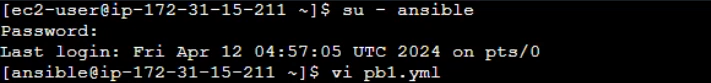 [ec2-user@ip-172-31-15-211 ~]$ su - ansible
Password:
Last login: Fri Apr 12 04:57:05 UTC 2024 on pts/0
[ansible@ip-172-31-15-211 ~]$ vi pb1.yml